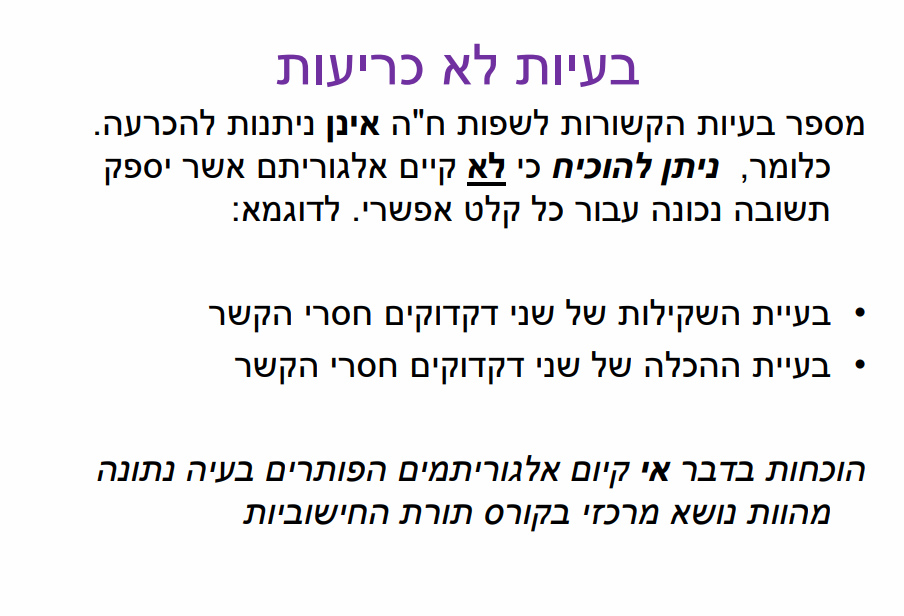 בעיות לא כריעות
מספר בעיות הקשורות לשפות ח"ה אינן ניתנות להכרעה.
כלומר, ניתן להוכיח כי לא קיים אלגוריתם אשר יספק
תשובה נכונה עבור כל קלט אפשרי. לדוגמא:
• בעיית השקילות של שני דקדוקים חסרי הקשר
• בעיית ההכלה של שני דקדוקים חסרי הקשר
הוכחות בדבר אי קיום אלגוריתמים הפותרים בעיה נתונה
מהוות נושא מרכזי בקורס תורת החישוביות